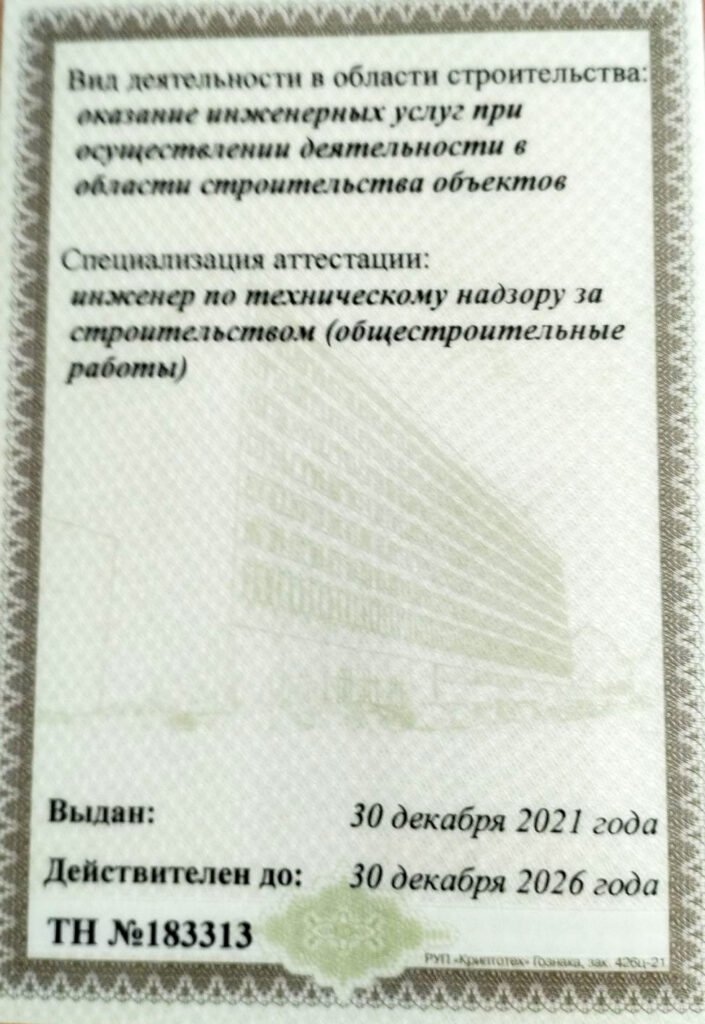 Вид деятельности в области строительства:
оказание инженерных услуг при
осуществлении деятельности в
области строительства объектов
Специализация аттестации:
инженер по техническому надзору за
строительством (общестроительные
работы)
Выдан: 30 декабря 2021 года
Действителен до: 30 декабря 2026 года
ТН №183313
РУП «Криптотех» Гознака, зак. 426ц-21